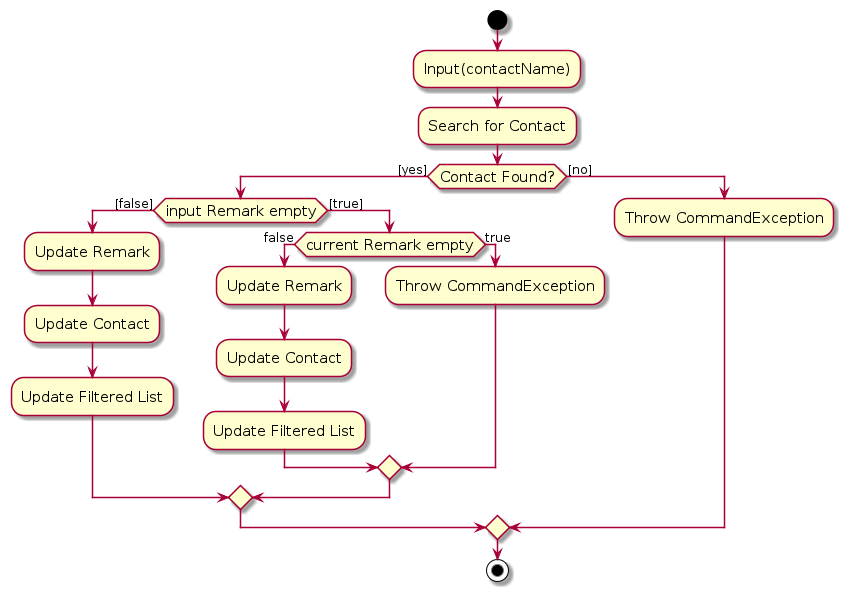 Input(contactName)
Search for Contact
[yes] Contact Found? [no]
[false] input Remark empty [true]
Throw CommandException
false current Remark empty true
Update Remark
Update Remark
Throw CommandException
Update Contact
Update Contact
Update Filtered List
Update Filtered List